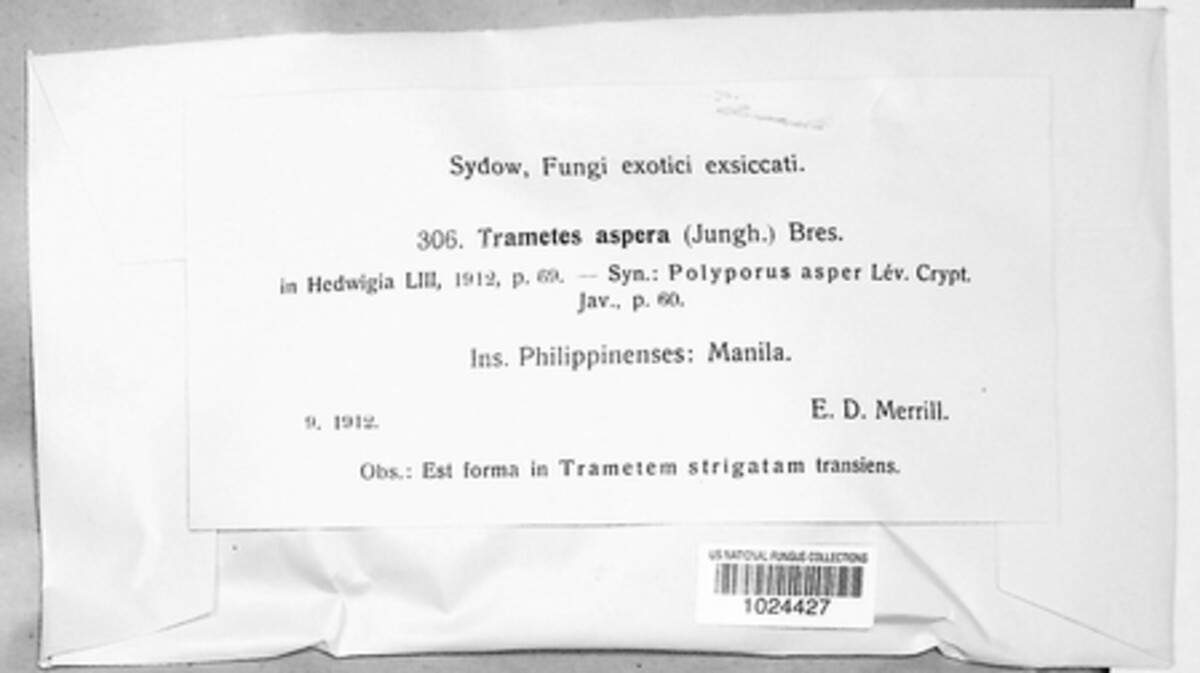 Sydow, Fungi exotici exsiccati.
306. Trametes aspera (Jungh.) Bres.
in Hedwigia LIII, 1912, p. 69. — Syn.: Polyporus asper Lév. Crypt.
Jav., p. 60.
Ins. Philippinenses: Manila.
9. 1912.
E. D. Merrill.
Obs.: Est forma in Trametem strigatam transiens.
US NATIONAL FUNGUS COLLECTIONS
1024427